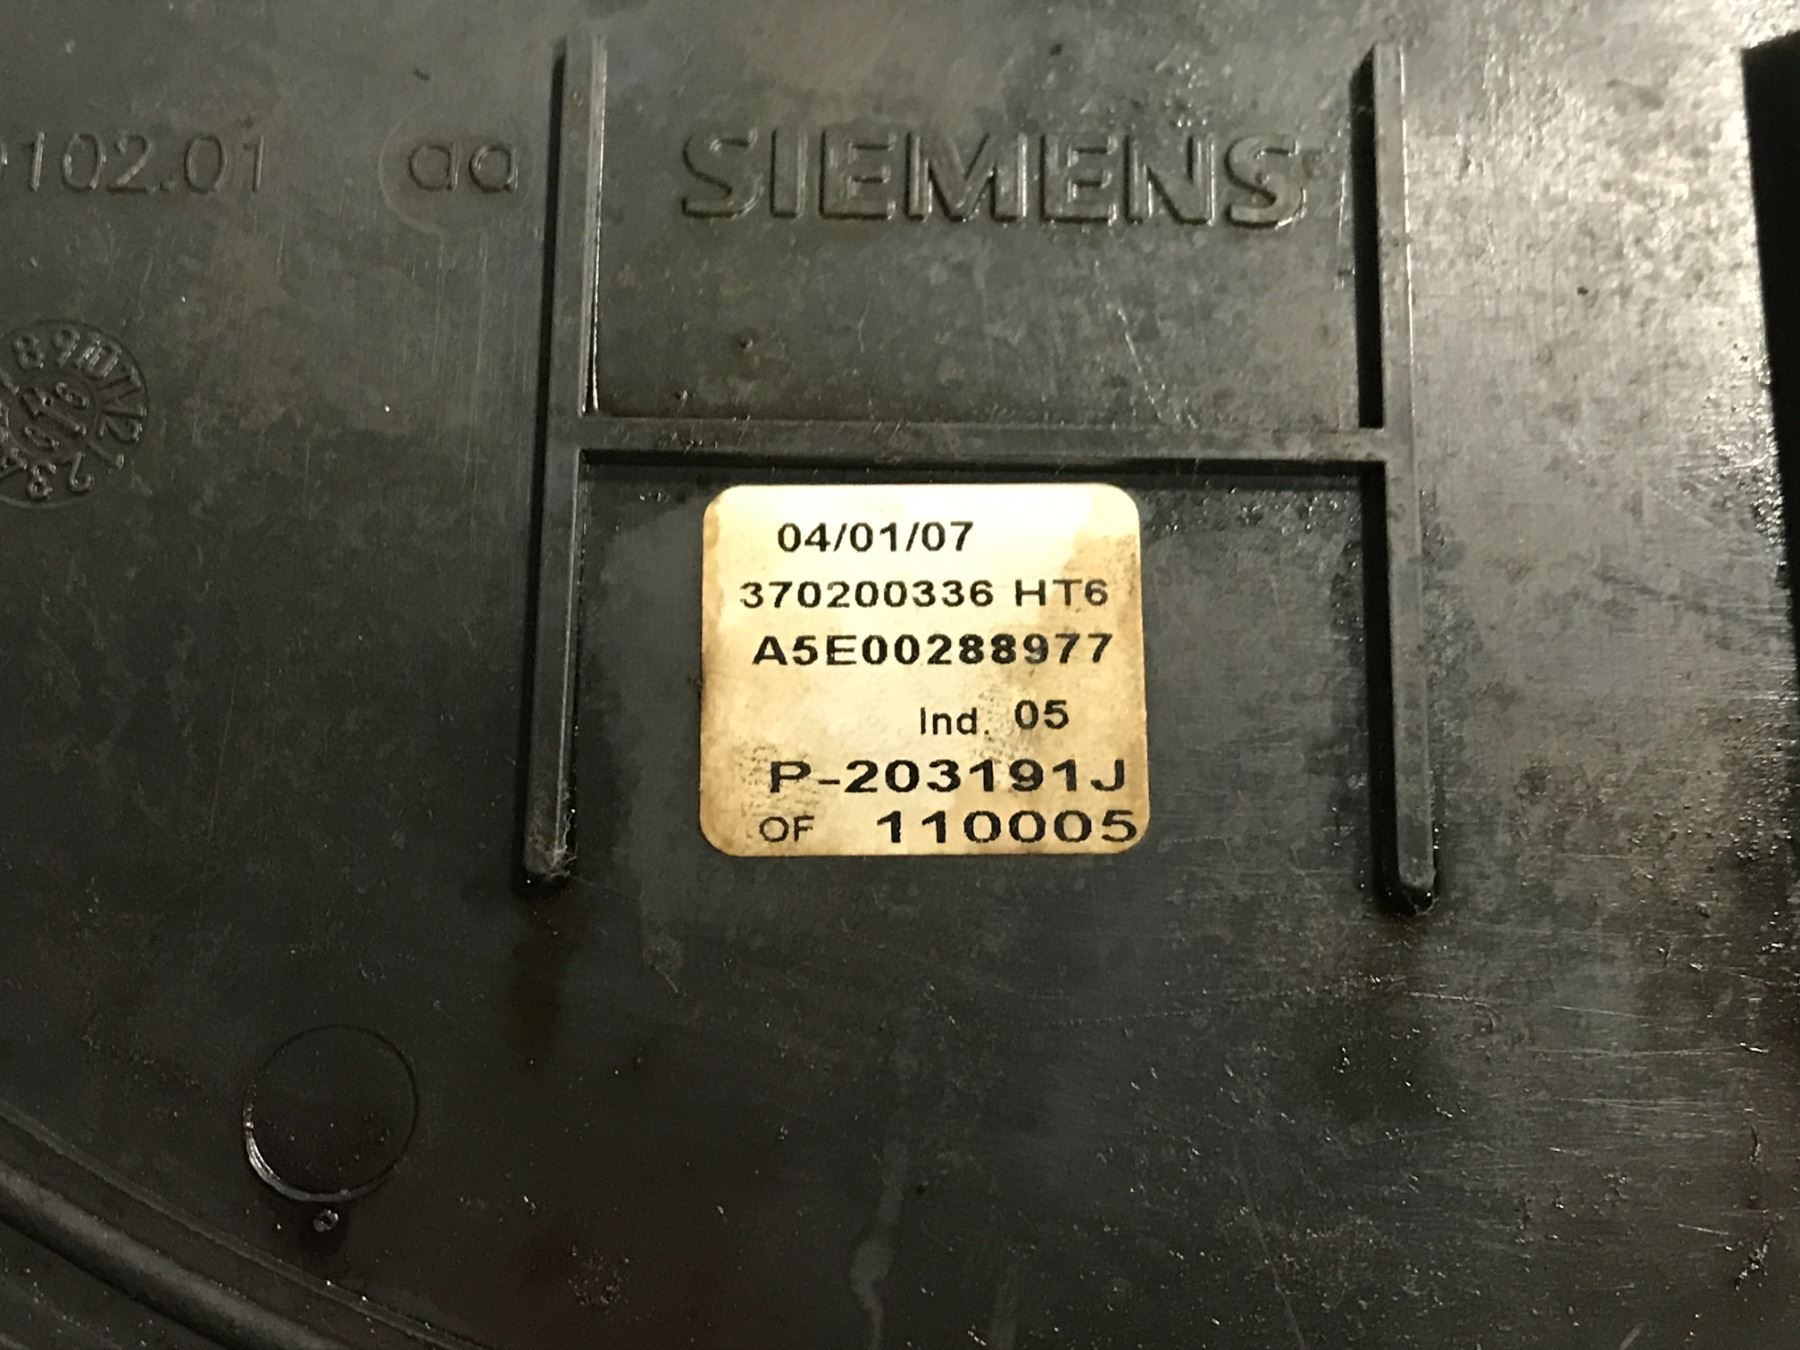 102.01 aa SIEMENS
04/01/07
370200336 HT6
A5E00288977
Ind. 05
P-203191J
OF 110005